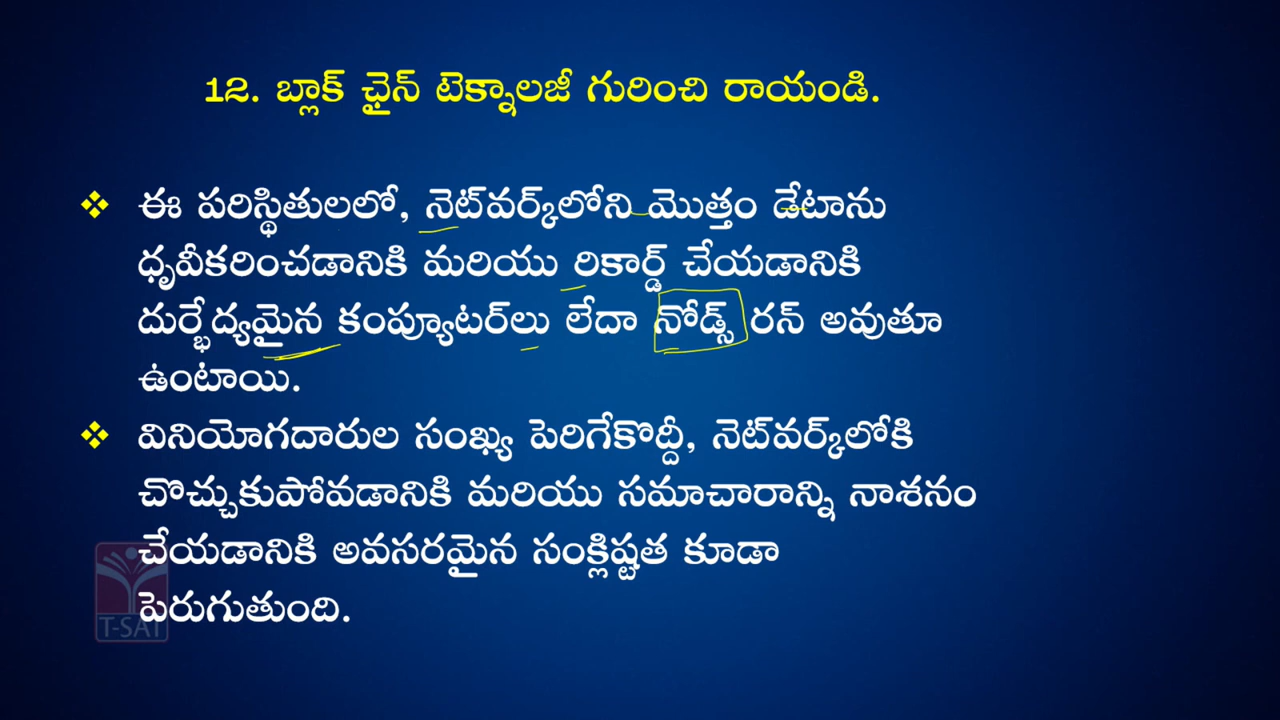 12. బ్లాక్ ఛైన్ టెక్నాలజీ గురించి రాయండి.
❖ ఈ పరిస్థితులలో, నెట్‌వర్క్‌లోని మొత్తం డేటాను
ధృవీకరించడానికి మరియు రికార్డ్ చేయడానికి
దుర్భేద్యమైన కంప్యూటర్‌లు లేదా నోడ్స్ రన్ అవుతూ
ఉంటాయి.
❖ వినియోగదారుల సంఖ్య పెరిగేకొద్దీ, నెట్‌వర్క్‌లోకి
చొచ్చుకుపోవడానికి మరియు సమాచారాన్ని నాశనం
చేయడానికి అవసరమైన సంక్లిష్టత కూడా
పెరుగుతుంది.
T-SAT